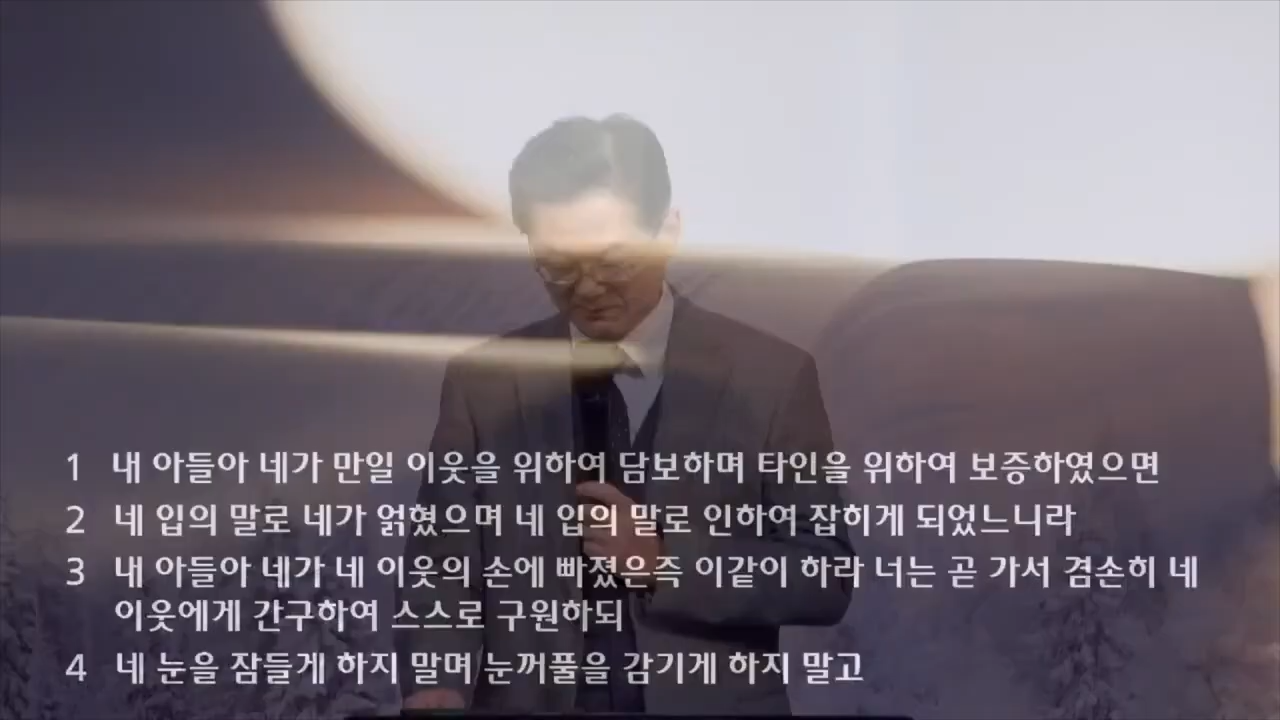 1 내 아들아 네가 만일 이웃을 위하여 담보하며 타인을 위하여 보증하였으면
2 네 입의 말로 네가 얽혔으며 네 입의 말로 인하여 잡히게 되었느니라
3 내 아들아 네가 네 이웃의 손에 빠졌은즉 이같이 하라 너는 곧 가서 겸손히 네
이웃에게 간구하여 스스로 구원하되
4 네 눈을 잠들게 하지 말며 눈꺼풀을 감기게 하지 말고